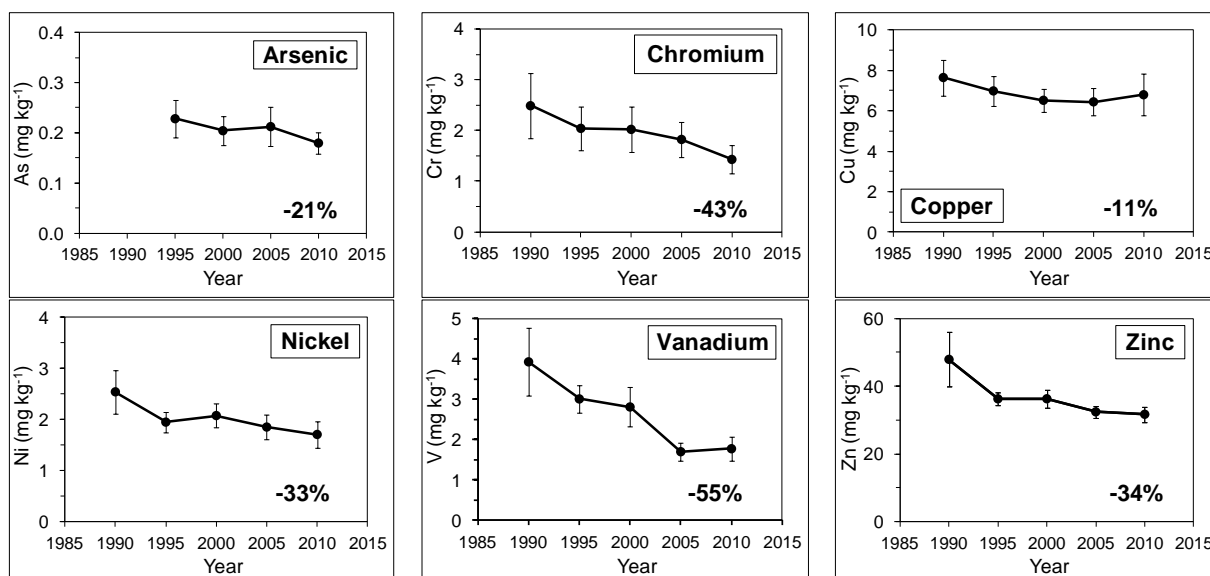 Arsenic
As (mg kg-1)
0.4
0.3
0.2
0.1
0.0
-21%
1985 1990 1995 2000 2005 2010 2015
Year
Chromium
Cr (mg kg-1)
4
3
2
1
0
-43%
1985 1990 1995 2000 2005 2010 2015
Year
Cu (mg kg-1)
10
8
6
4
2
0
Copper
-11%
1985 1990 1995 2000 2005 2010 2015
Year
Nickel
Ni (mg kg-1)
4
3
2
1
0
-33%
1985 1990 1995 2000 2005 2010 2015
Year
Vanadium
V (mg kg-1)
5
4
3
2
1
0
-55%
1985 1990 1995 2000 2005 2010 2015
Year
Zinc
Zn (mg kg-1)
60
40
20
0
-34%
1985 1990 1995 2000 2005 2010 2015
Year